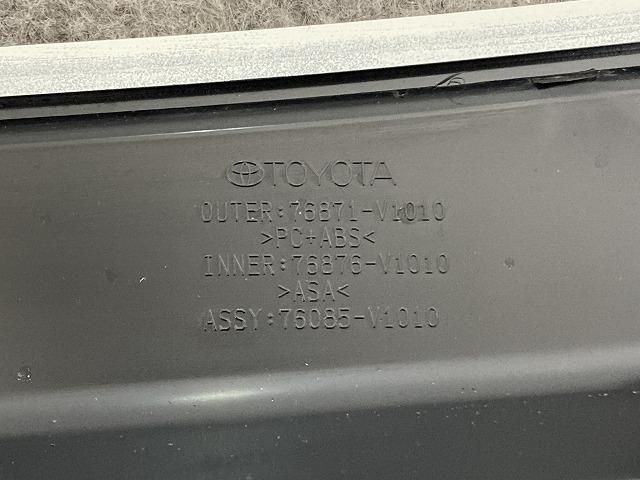 TOYOTA
OUTER:76871-V1010
>PC+ABS<
INNER:76876-V1010
>ASA<
ASSY:76085-V1010